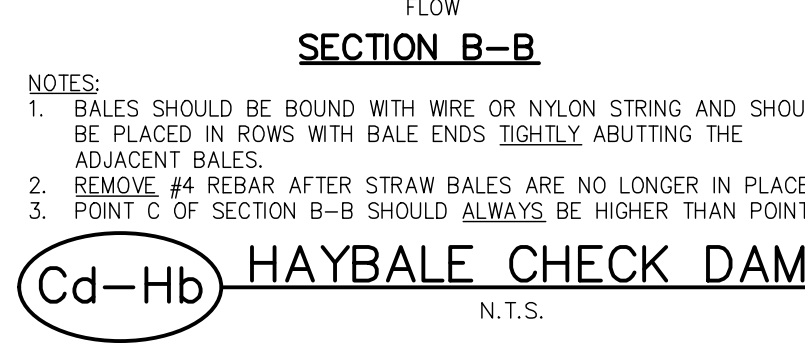 FLOW
SECTION B-B
NOTES:
1. BALES SHOULD BE BOUND WITH WIRE OR NYLON STRING AND SHOU
BE PLACED IN ROWS WITH BALE ENDS TIGHTLY ABUTTING THE
ADJACENT BALES.
2. REMOVE #4 REBAR AFTER STRAW BALES ARE NO LONGER IN PLACE
3. POINT C OF SECTION B-B SHOULD ALWAYS BE HIGHER THAN POINT
Cd-Hb HAYBALE CHECK DAM
N.T.S.